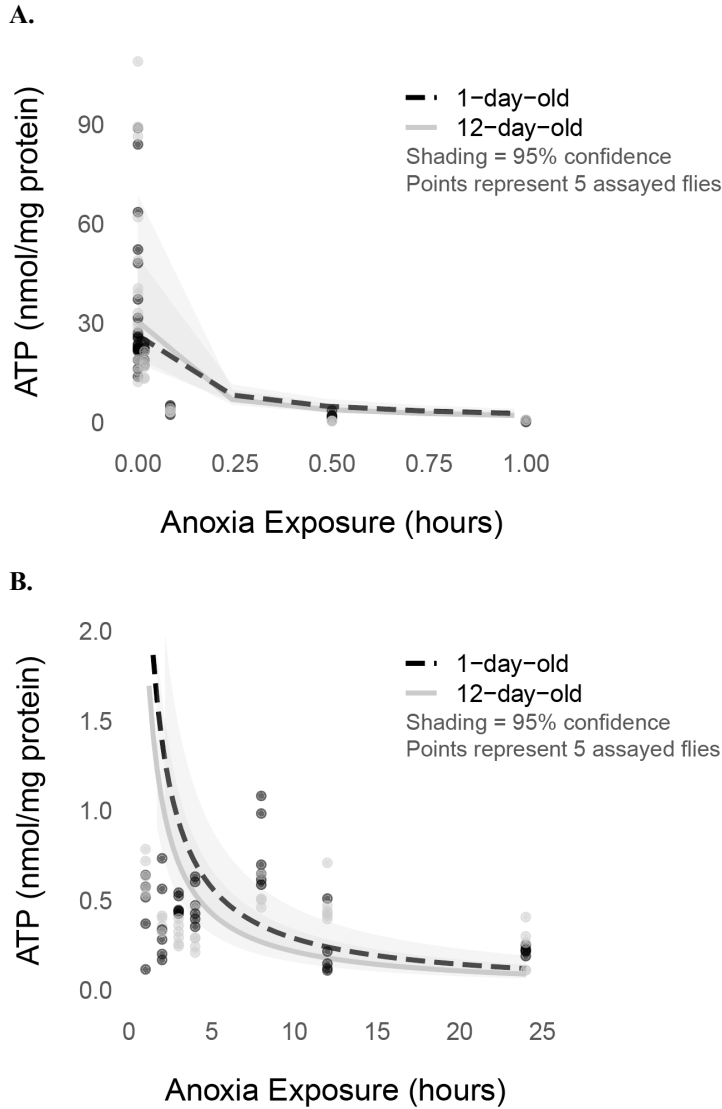 A.
ATP (nmol/mg protein)
90
60
30
0
1−day−old
12−day−old
Shading = 95% confidence
Points represent 5 assayed flies
0.00 0.25 0.50 0.75 1.00
Anoxia Exposure (hours)
B.
ATP (nmol/mg protein)
2.0
1.5
1.0
0.5
0.0
1−day−old
12−day−old
Shading = 95% confidence
Points represent 5 assayed flies
0 5 10 15 20 25
Anoxia Exposure (hours)